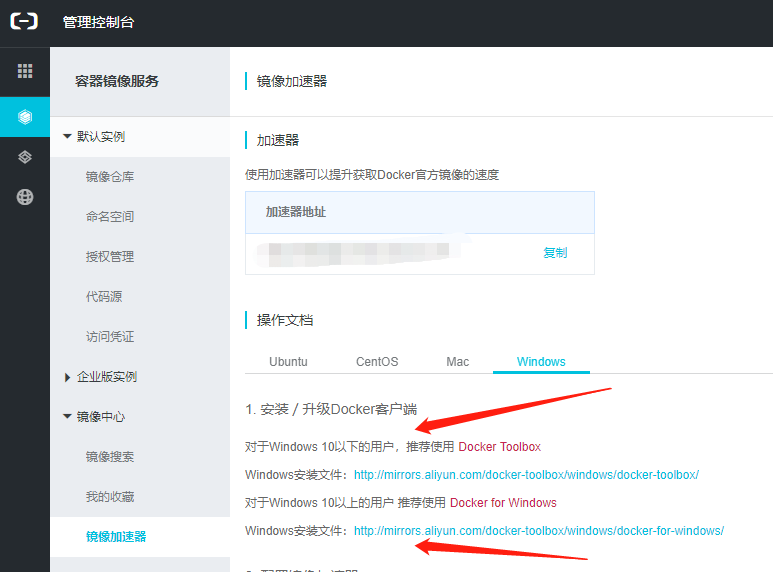 管理控制台
容器镜像服务
默认实例
镜像仓库
命名空间
授权管理
代码源
访问凭证
企业版实例
镜像中心
镜像搜索
我的收藏
镜像加速器
镜像加速器
加速器
使用加速器可以提升获取Docker官方镜像的速度
加速器地址
复制
操作文档
Ubuntu CentOS Mac Windows
1. 安装 / 升级Docker客户端
对于Windows 10以下的用户，推荐使用 Docker Toolbox
Windows安装文件：http://mirrors.aliyun.com/docker-toolbox/windows/docker-toolbox/
对于Windows 10以上的用户 推荐使用 Docker for Windows
Windows安装文件：http://mirrors.aliyun.com/docker-toolbox/windows/docker-for-windows/